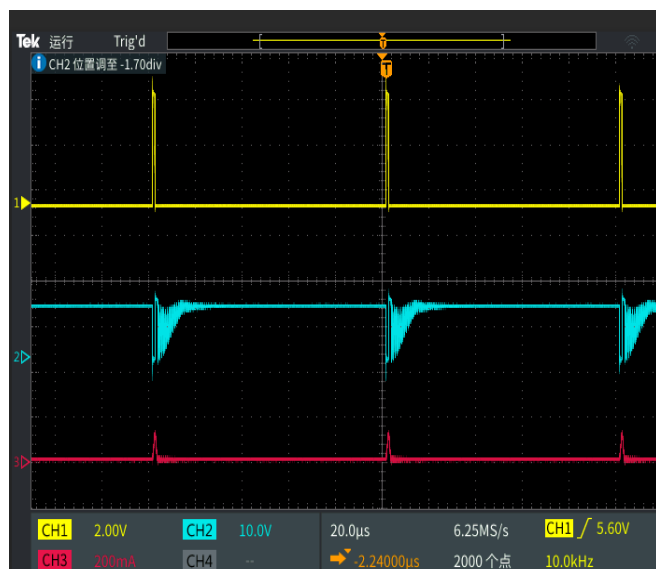 Tek 运行 Trig'd
T
i CH2 位置调至 -1.70div
T
1
2
3
CH1 2.00V CH2 10.0V 20.0μs 6.25MS/s CH1 5.60V
CH3 200mA CH4 -- -2.24000μs 2000 个点 10.0kHz